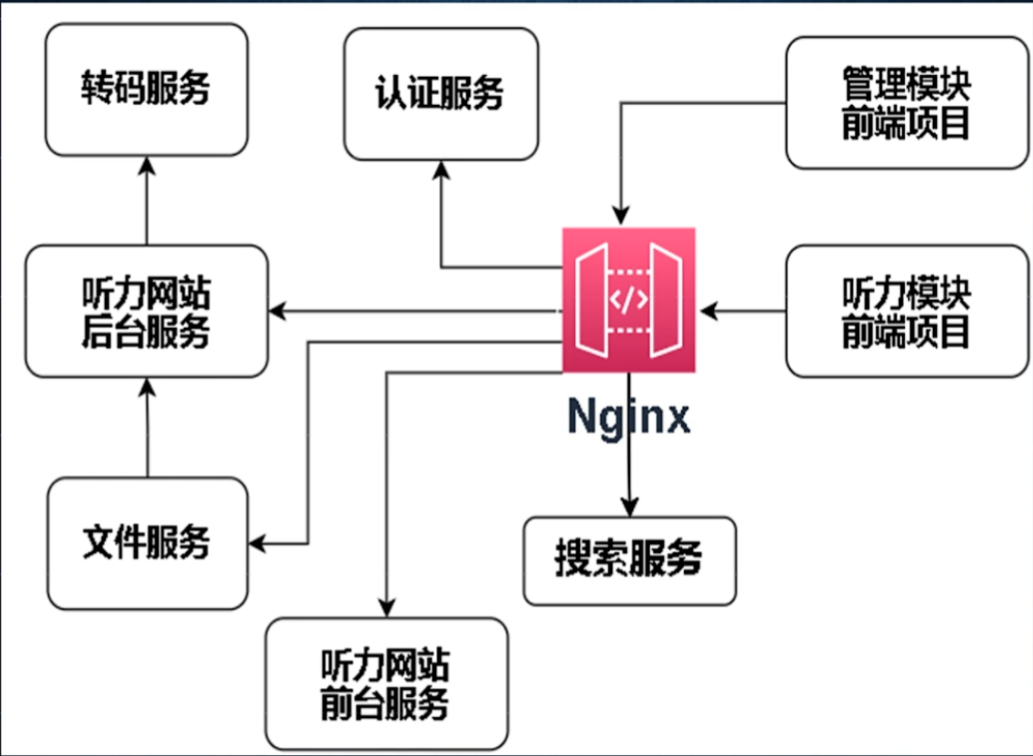 转码服务
认证服务
管理模块
前端项目
听力网站
后台服务
</>
听力模块
前端项目
Nginx
文件服务
搜索服务
听力网站
前台服务